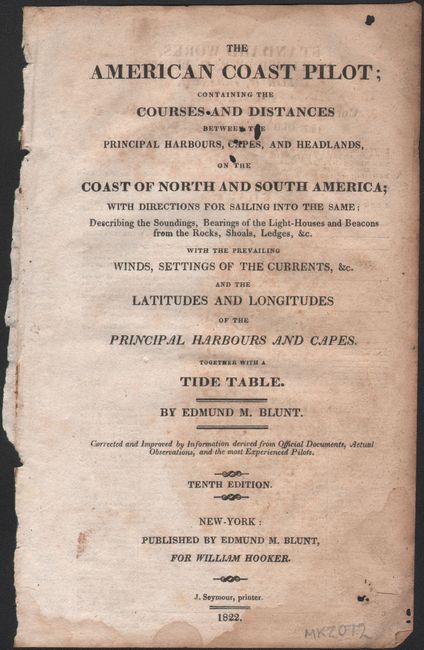 THE
AMERICAN COAST PILOT;
CONTAINING THE
COURSES AND DISTANCES
BETWEEN THE
PRINCIPAL HARBOURS, CAPES, AND HEADLANDS,
ON THE
COAST OF NORTH AND SOUTH AMERICA;
WITH DIRECTIONS FOR SAILING INTO THE SAME;
Describing the Soundings, Bearings of the Light-Houses and Beacons
from the Rocks, Shoals, Ledges, &c.
WITH THE PREVAILING
WINDS, SETTINGS OF THE CURRENTS, &c.
AND THE
LATITUDES AND LONGITUDES
OF THE
PRINCIPAL HARBOURS AND CAPES.
TOGETHER WITH A
TIDE TABLE.
BY EDMUND M. BLUNT.
Corrected and Improved by Information derived from Official Documents, Actual
Observations, and the most Experienced Pilots.
TENTH EDITION.
NEW-YORK:
PUBLISHED BY EDMUND M. BLUNT,
FOR WILLIAM HOOKER.
J. Seymour, printer.
1822.
MK2072